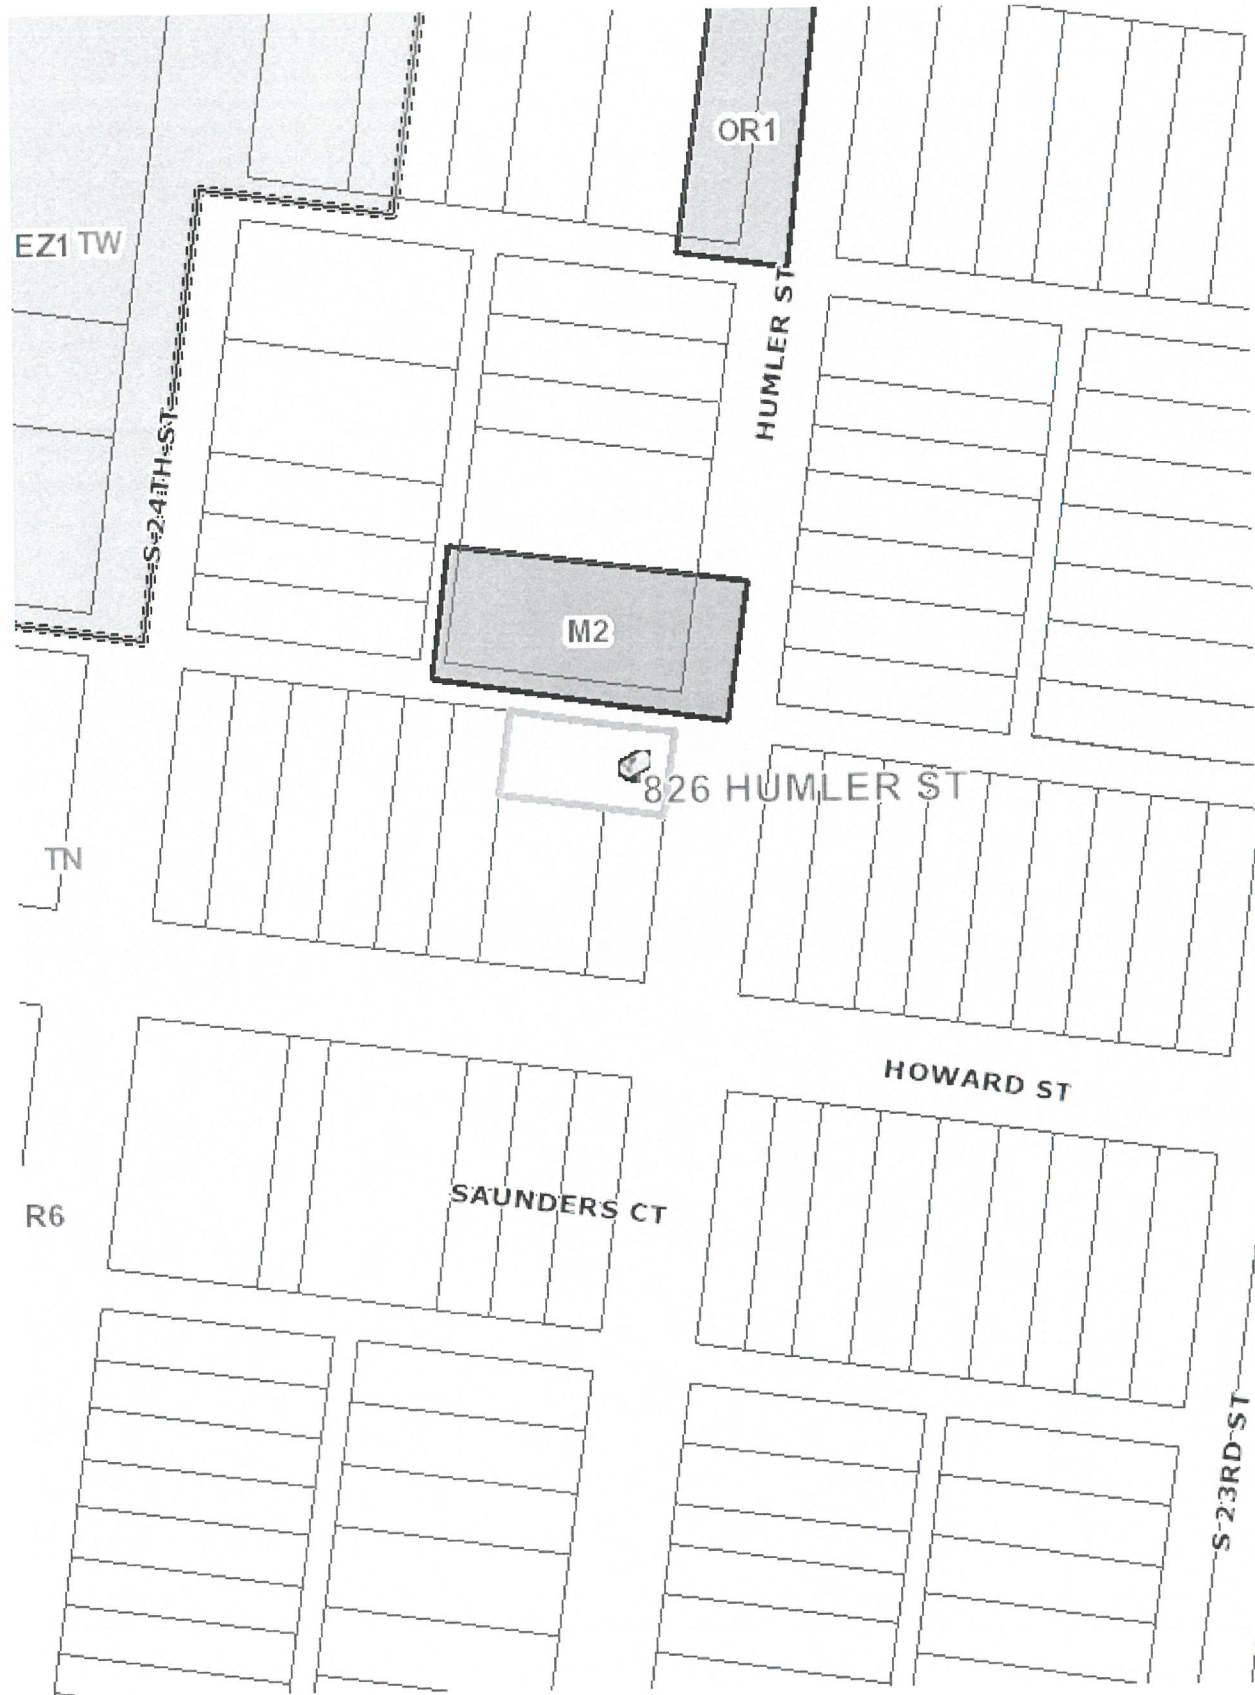 OR1
EZ1 TW
HUMLER ST
S 24TH ST
M2
826 HUMLER ST
TN
HOWARD ST
SAUNDERS CT
R6
S 23RD ST